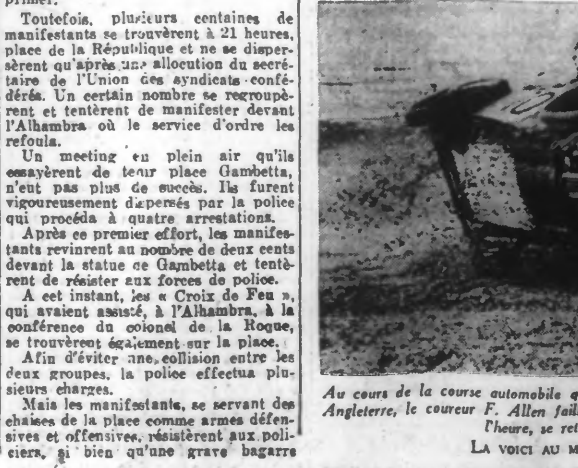 primer.
Toutefois, plusieurs centaines de
manifestants se trouvèrent à 21 heures,
place de la République et ne se disper-
sèrent qu'après une allocution du secré-
taire de l'Union des syndicats confé-
dérés. Un certain nombre se regroupè-
rent et tentèrent de manifester devant
l'Alhambra où le service d'ordre les
refoula.
Un meeting en plein air qu'ils
essayèrent de tenir place Gambetta,
n'eut pas plus de succès. Ils furent
vigoureusement dispersés par la police
qui procéda à quatre arrestations.
Après ce premier effort, les manifes-
tants revinrent au nombre de deux cents
devant la statue de Gambetta et tentè-
rent de résister aux forces de police.
A cet instant, les « Croix de Feu »,
qui avaient assisté, à l'Alhambra, à la
conférence du colonel de la Roque,
se trouvèrent également sur la place.
Afin d'éviter une collision entre les
deux groupes, la police effectua plu-
sieurs charges.
Mais les manifestants, se servant des
chaises de la place comme armes défen-
sives et offensives, résistèrent aux poli-
ciers, si bien qu'une grave bagarre
Au cours de la course automobile q
Angleterre, le coureur F. Allen fail
l'heure, se ret
LA VOICI AU M